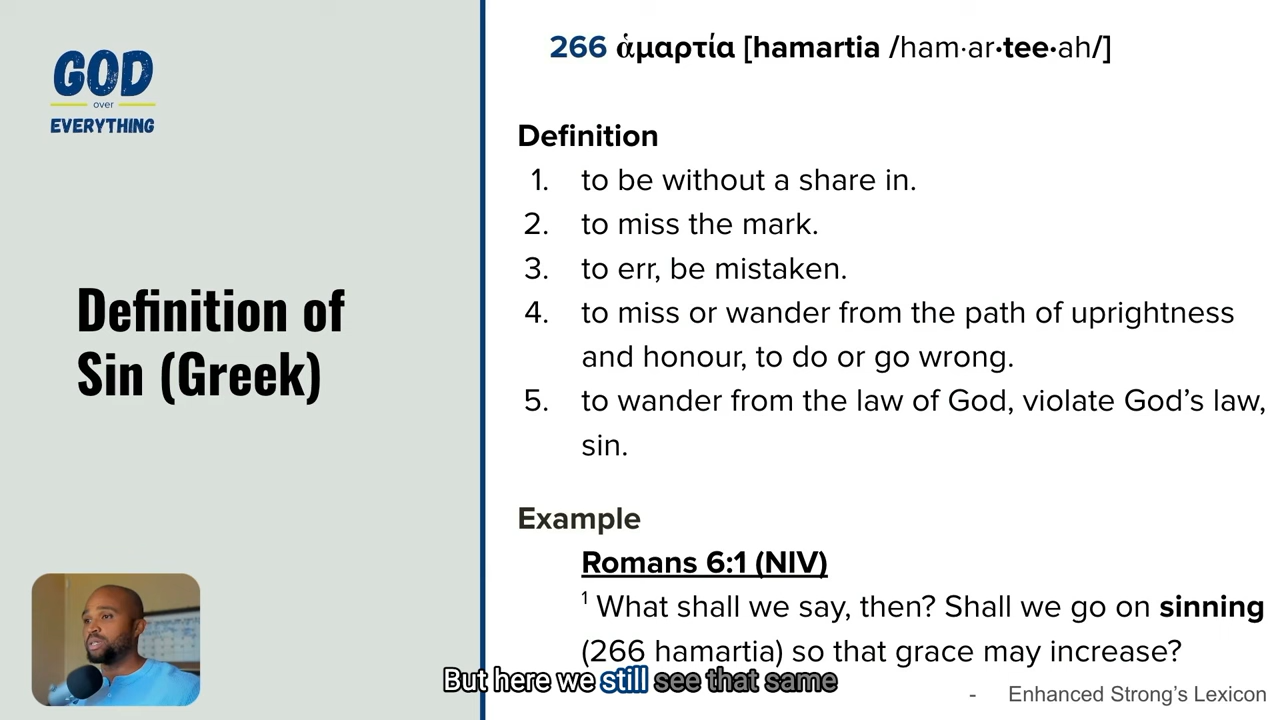 GOD
over
EVERYTHING
Definition of
Sin (Greek)
266 ἁμαρτία [hamartia /ham·ar·tee·ah/]
Definition
1. to be without a share in.
2. to miss the mark.
3. to err, be mistaken.
4. to miss or wander from the path of uprightness
and honour, to do or go wrong.
5. to wander from the law of God, violate God’s law,
sin.
Example
Romans 6:1 (NIV)
1 What shall we say, then? Shall we go on sinning
(266 hamartia) so that grace may increase?
But here we still see that same
- Enhanced Strong’s Lexicon